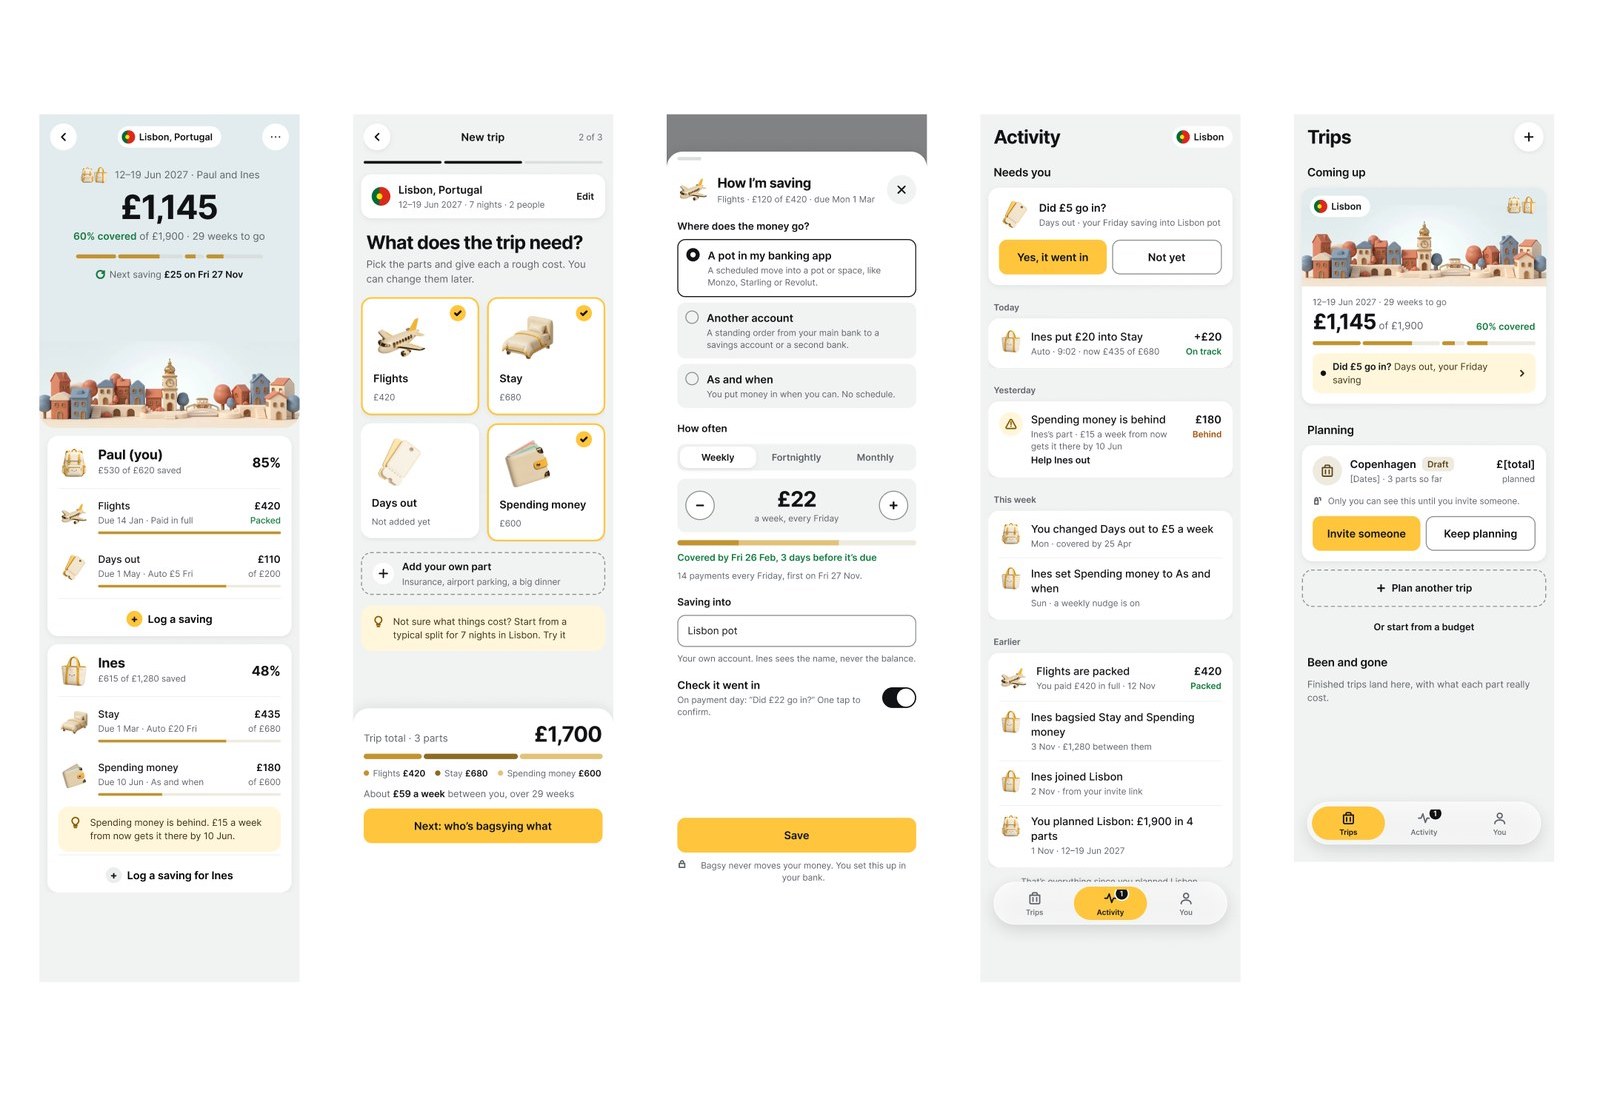 Lisbon, Portugal
12–19 Jun 2027 · Paul and Ines
£1,145
60% covered of £1,900 · 29 weeks to go
Next saving £25 on Fri 27 Nov
Paul (you)
£530 of £620 saved
85%
Flights
£420
Due 14 Jan · Paid in full
Packed
Days out
£110
Due 1 May · Auto £5 Fri
of £200
Log a saving
Ines
£615 of £1,280 saved
48%
Stay
£435
Due 1 Mar · Auto £20 Fri
of £680
Spending money
£180
Due 10 Jun · As and when
of £600
Spending money is behind. £15 a week
from now gets it there by 10 Jun.
Log a saving for Ines
New trip
2 of 3
Lisbon, Portugal
12–19 Jun 2027 · 7 nights · 2 people
Edit
What does the trip need?
Pick the parts and give each a rough cost. You
can change them later.
Flights
£420
Stay
£680
Days out
Not added yet
Spending money
£600
Add your own part
Insurance, airport parking, a big dinner
Not sure what things cost? Start from a
typical split for 7 nights in Lisbon. Try it
Trip total · 3 parts
£1,700
Flights £420
Stay £680
Spending money £600
About £59 a week between you, over 29 weeks
Next: who's bagsying what
How I'm saving
Flights · £120 of £420 · due Mon 1 Mar
Where does the money go?
A pot in my banking app
A scheduled move into a pot or space, like
Monzo, Starling or Revolut.
Another account
A standing order from your main bank to a
savings account or a second bank.
As and when
You put money in when you can. No schedule.
How often
Weekly
Fortnightly
Monthly
£22
a week, every Friday
Covered by Fri 26 Feb, 3 days before it's due
14 payments every Friday, first on Fri 27 Nov.
Saving into
Lisbon pot
Your own account. Ines sees the name, never the balance.
Check it went in
On payment day: "Did £22 go in?" One tap to
confirm.
Save
Bagsy never moves your money. You set this up in
your bank.
Activity
Lisbon
Needs you
Did £5 go in?
Days out · your Friday saving into Lisbon pot
Yes, it went in
Not yet
Today
Ines put £20 into Stay
+£20
Auto · 9:02 · now £435 of £680
On track
Yesterday
Spending money is behind
£180
Ines's part · £15 a week from now
gets it there by 10 Jun
Behind
Help Ines out
This week
You changed Days out to £5 a week
Mon · covered by 25 Apr
Ines set Spending money to As and
when
Sun · a weekly nudge is on
Earlier
Flights are packed
£420
You paid £420 in full · 12 Nov
Packed
Ines bagsied Stay and Spending
money
3 Nov · £1,280 between them
Ines joined Lisbon
2 Nov · from your invite link
You planned Lisbon: £1,900 in 4
parts
1 Nov · 12–19 Jun 2027
That's everything since you planned Lisbon
Trips
Activity
1
You
Trips
Coming up
Lisbon
12–19 Jun 2027 · 29 weeks to go
£1,145 of £1,900
60% covered
Did £5 go in? Days out, your Friday
saving
Planning
Copenhagen
Draft
£[total]
[Dates] · 3 parts so far
planned
Only you can see this until you invite someone.
Invite someone
Keep planning
Plan another trip
Or start from a budget
Been and gone
Finished trips land here, with what each part really
cost.
Trips
Activity
1
You